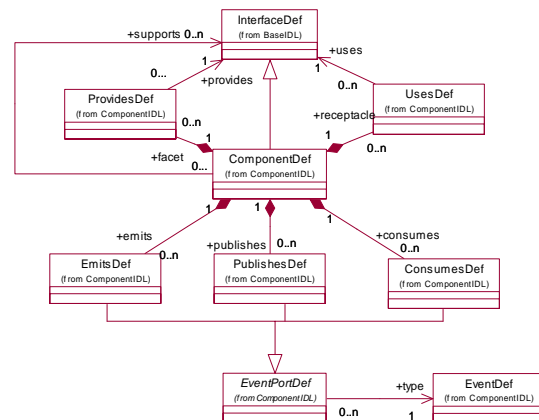 InterfaceDef
(from BaseIDL)
+supports 0..n
+uses
0...
1
+provides
1
0..n
ProvidesDef
(from ComponentIDL)
UsesDef
(from ComponentIDL)
0..n
+receptacle
1
1
0..n
+facet
0...
ComponentDef
(from ComponentIDL)
1
1
1
+emits
0..n
+publishes
0..n
+consumes
0..n
EmitsDef
(from ComponentIDL)
PublishesDef
(from ComponentIDL)
ConsumesDef
(from ComponentIDL)
EventPortDef
(from ComponentIDL)
+type
0..n
1
EventDef
(from ComponentIDL)